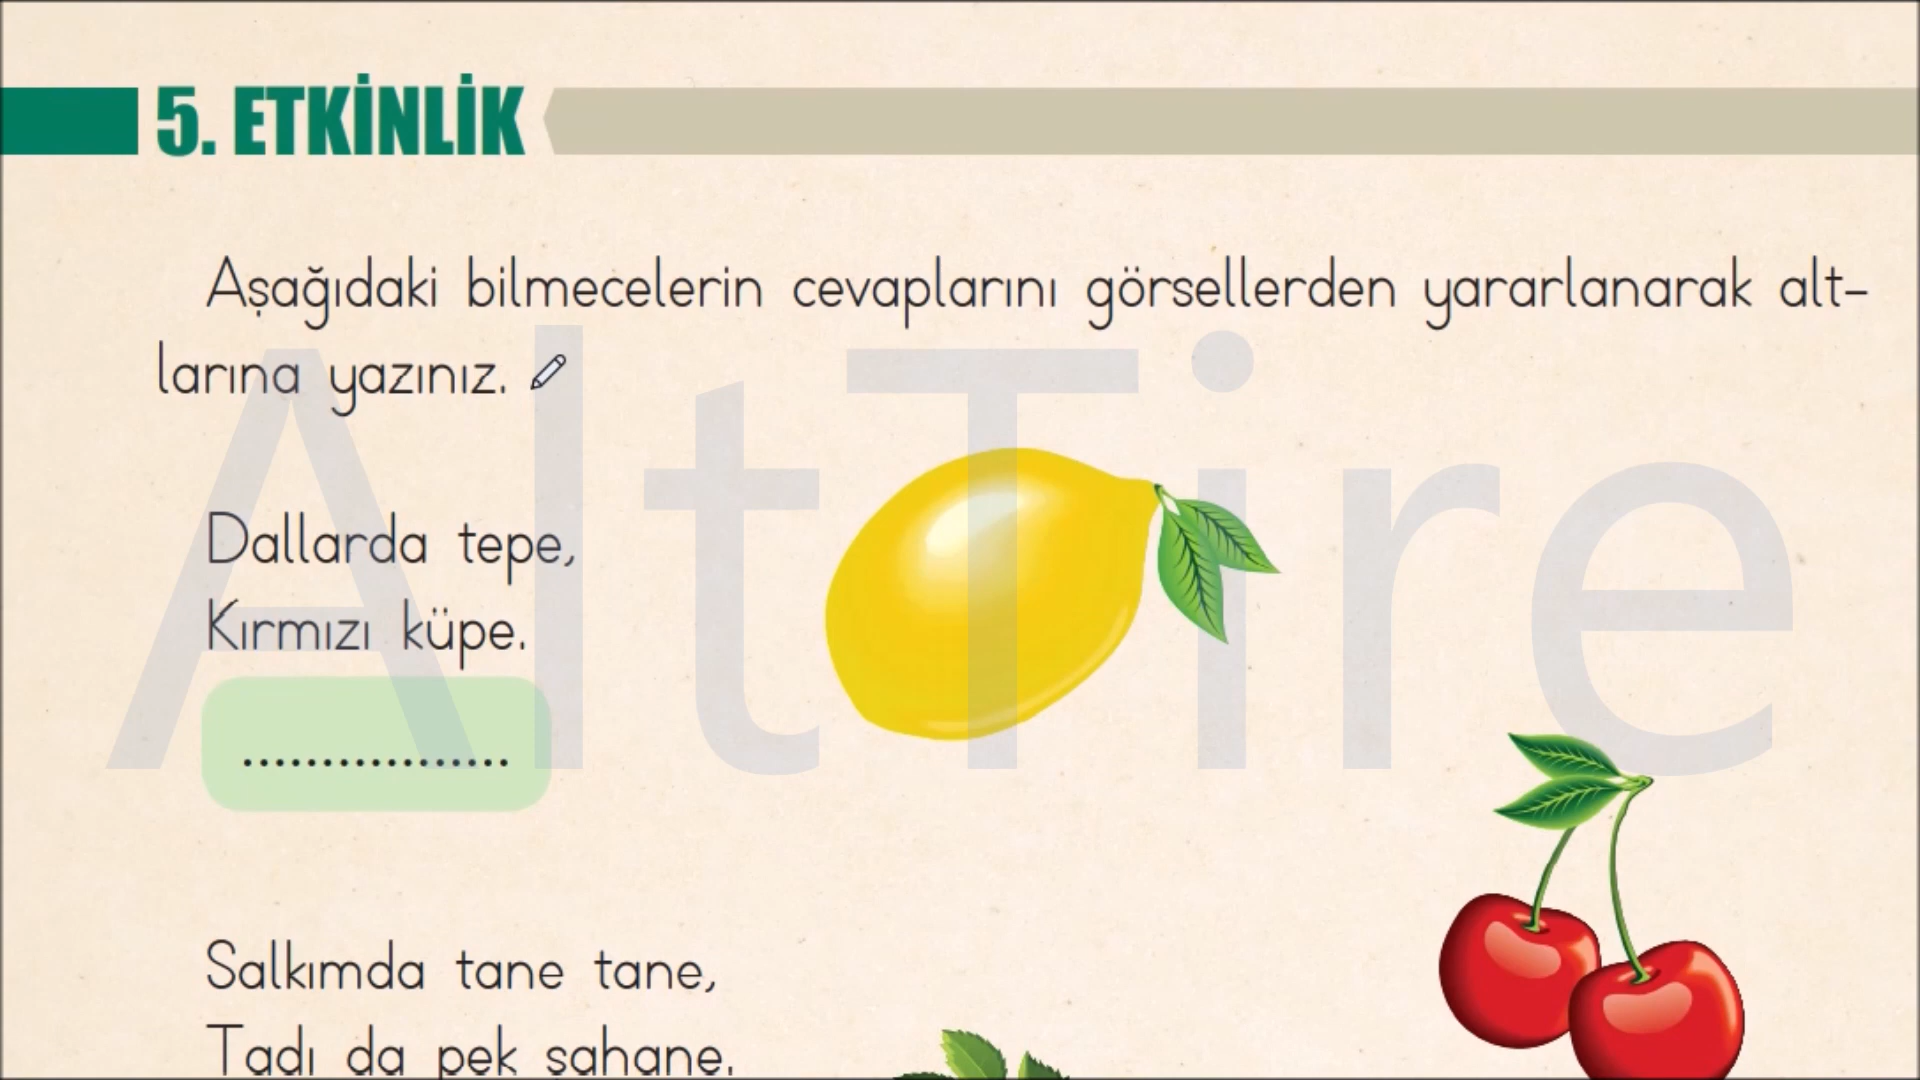 5. ETKİNLİK
Aşağıdaki bilmecelerin cevaplarını görsellerden yararlanarak alt-
larına yazınız.
Dallarda tepe,
Kırmızı küpe.
.................
Salkımda tane tane,
Tadı da pek şahane.
AltTire